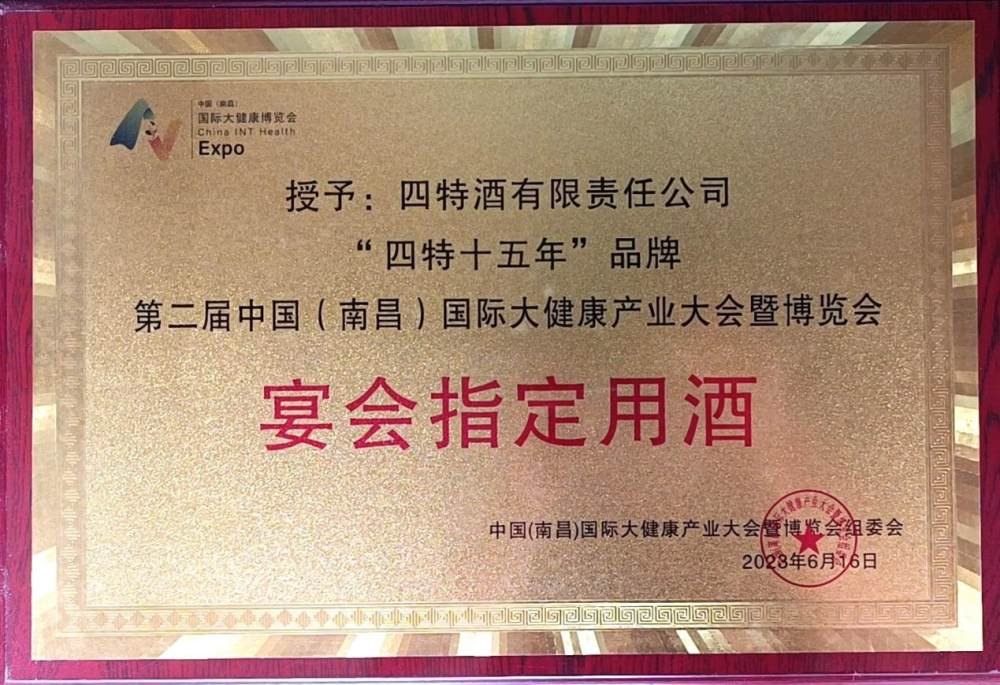 中国（南昌）
国际大健康博览会
China INT Health
Expo
授予：四特酒有限责任公司
“四特十五年”品牌
第二届中国（南昌）国际大健康产业大会暨博览会
宴会指定用酒
中国(南昌)国际大健康产业大会暨博览会组委会
2023年6月16日